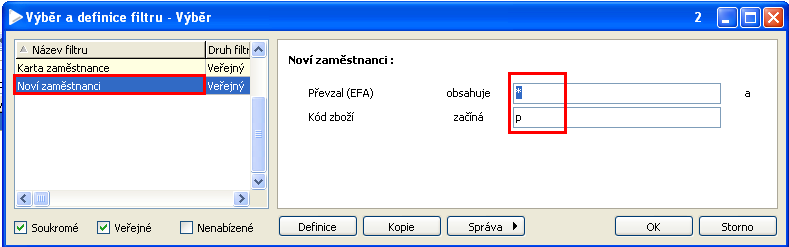 Výběr a definice filtru - Výběr 2
Název filtru Druh filtr
Karta zaměstnance Veřejný
Noví zaměstnanci Veřejný
Noví zaměstnanci :
Převzal (EFA) obsahuje * a
Kód zboží začíná p
Soukromé Veřejné Nenabízené Definice Kopie Správa OK Storno